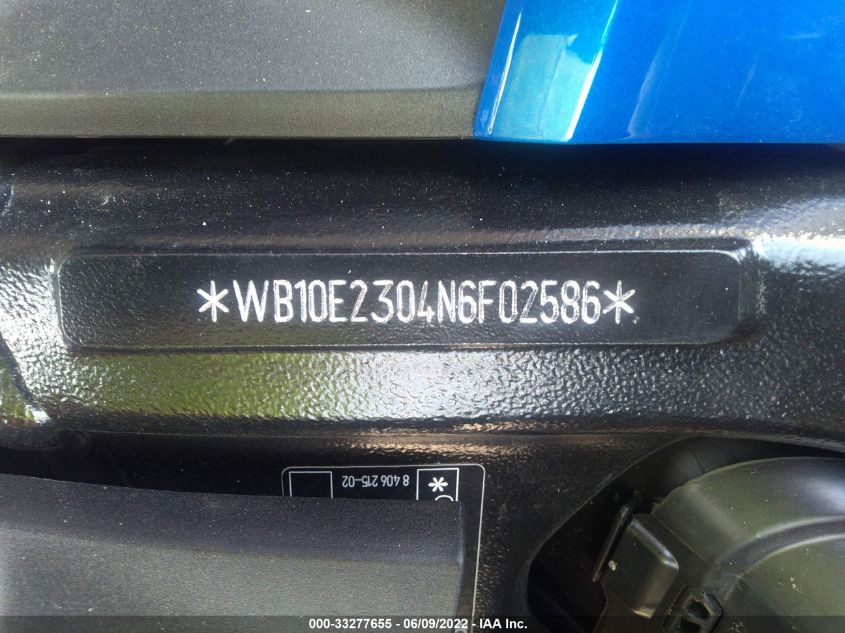 *WB10E2304N6F02586*
8 406 215-02
*
000-33277655 - 06/09/2022 - IAA Inc.